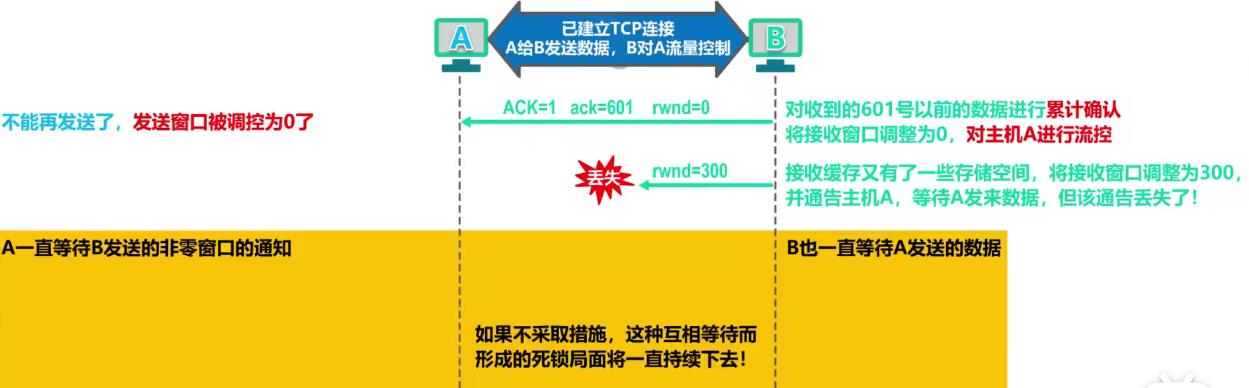 已建立TCP连接
A
A给B发送数据，B对A流量控制
B
ACK=1 ack=601 rwnd=0
对收到的601号以前的数据进行累计确认
不能再发送了，发送窗口被调控为0了
将接收窗口调整为0，对主机A进行流控
丢失
rwnd=300
接收缓存又有了一些存储空间，将接收窗口调整为300，
并通告主机A，等待A发来数据，但该通告丢失了！
A一直等待B发送的非零窗口的通知
B也一直等待A发送的数据
如果不采取措施，这种互相等待而
形成的死锁局面将一直持续下去！